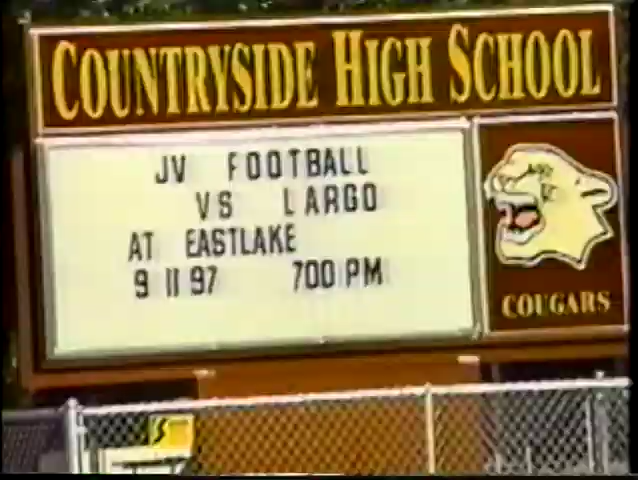 COUNTRYSIDE HIGH SCHOOL
JV FOOTBALL
VS LARGO
AT EASTLAKE
9 11 97 700 PM
COUGARS